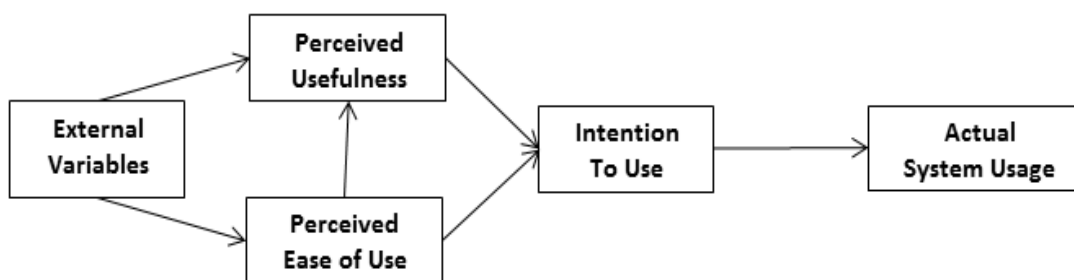 Perceived
Usefulness
External
Variables
Intention
To Use
Actual
System Usage
Perceived
Ease of Use